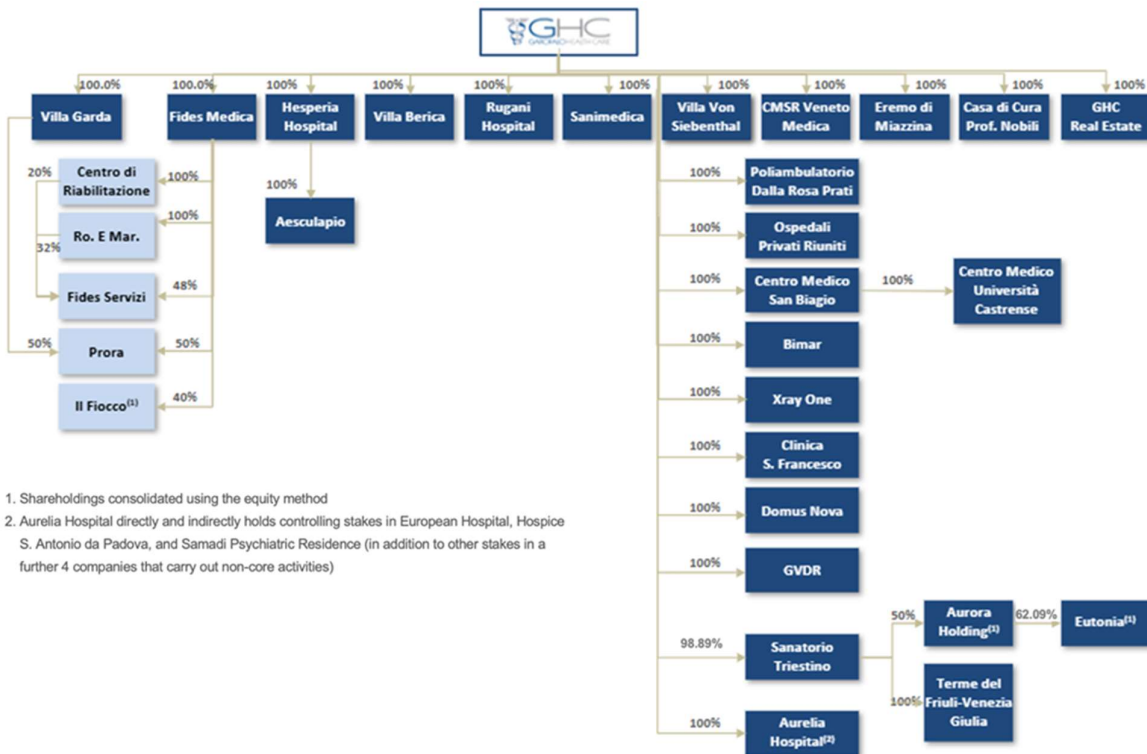 GHC
GAROFALO HEALTH CARE
100.0%
100.0%
100%
100%
100%
100%
100%
100%
100%
100%
100%
Villa Garda
Fides Medica
Hesperia
Hospital
Villa Berica
Rugani
Hospital
Sanimedica
Villa Von
Siebenthal
CMSR Veneto
Medica
Eremo di
Miazzina
Casa di Cura
Prof. Nobili
GHC
Real Estate
20%
Centro di
Riabilitazione
100%
100%
Ro. E Mar.
32%
Fides Servizi
48%
50%
Prora
50%
Il Fiocco(1)
40%
100%
Aesculapio
100%
Poliambulatorio
Dalla Rosa Prati
100%
Ospedali
Privati Riuniti
100%
Centro Medico
San Biagio
100%
Centro Medico
Università
Castrense
100%
Bimar
100%
Xray One
100%
Clinica
S. Francesco
100%
Domus Nova
100%
GVDR
98.89%
Sanatorio
Triestino
50%
Aurora
Holding(1)
62.09%
Eutonia(1)
100%
Terme del
Friuli-Venezia
Giulia
100%
Aurelia
Hospital(2)
1. Shareholdings consolidated using the equity method
2. Aurelia Hospital directly and indirectly holds controlling stakes in European Hospital, Hospice
S. Antonio da Padova, and Samadi Psychiatric Residence (in addition to other stakes in a
further 4 companies that carry out non-core activities)